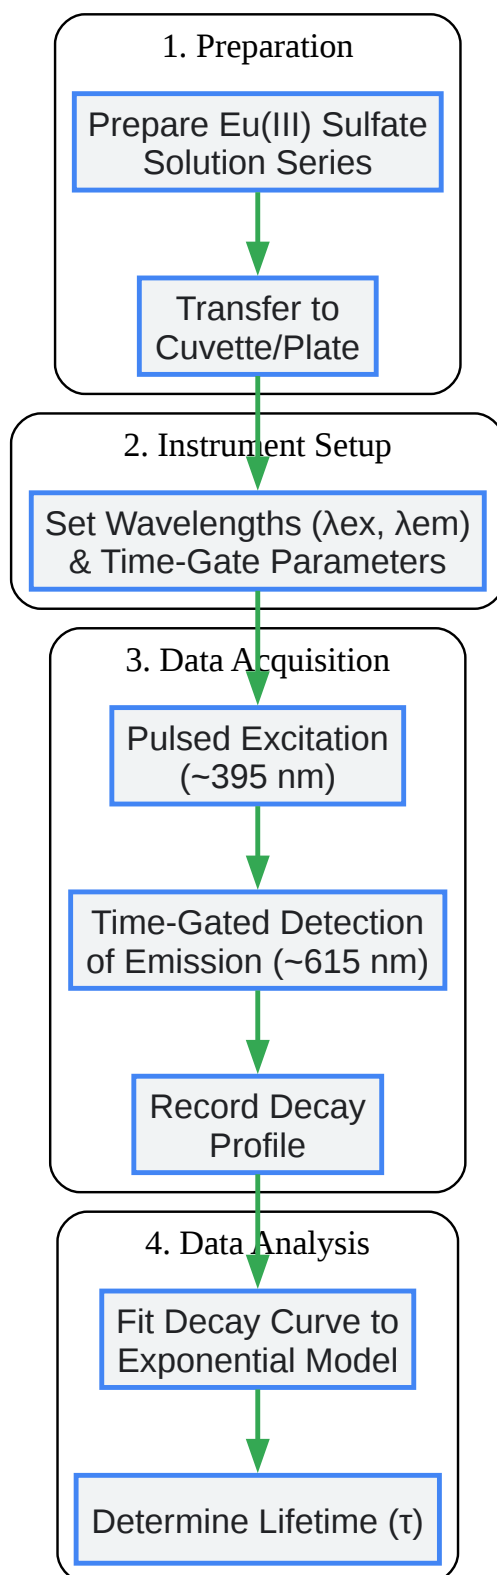 1. Preparation
Prepare Eu(III) Sulfate
Solution Series
Transfer to
Cuvette/Plate
2. Instrument Setup
Set Wavelengths (λex, λem)
& Time-Gate Parameters
3. Data Acquisition
Pulsed Excitation
(~395 nm)
Time-Gated Detection
of Emission (~615 nm)
Record Decay
Profile
4. Data Analysis
Fit Decay Curve to
Exponential Model
Determine Lifetime (τ)